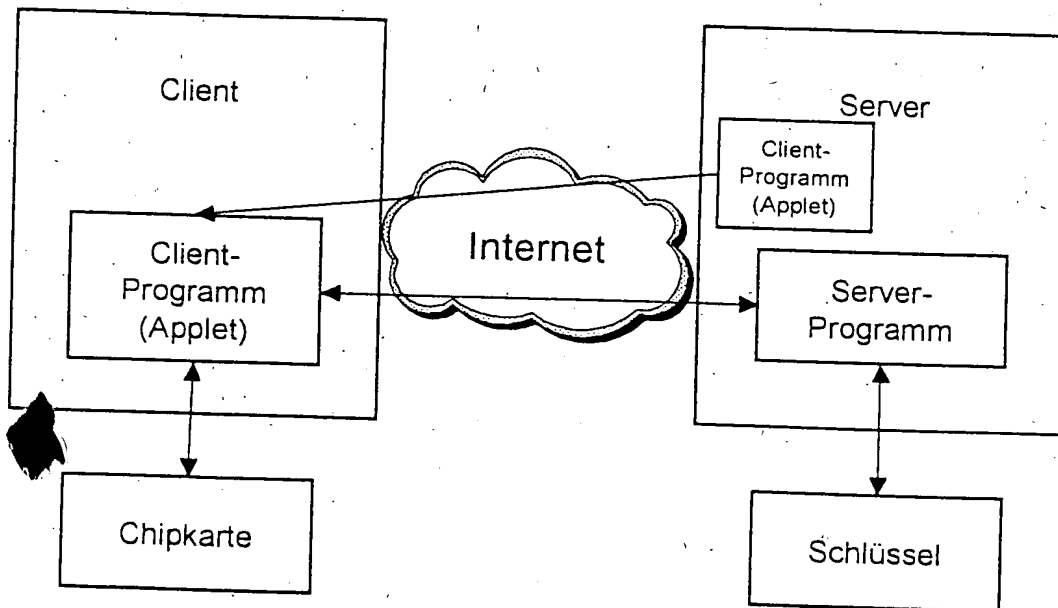 Client
Server
Client-
Programm
(Applet)
Internet
Client-
Programm
(Applet)
Server-
Programm
Chipkarte
Schlüssel